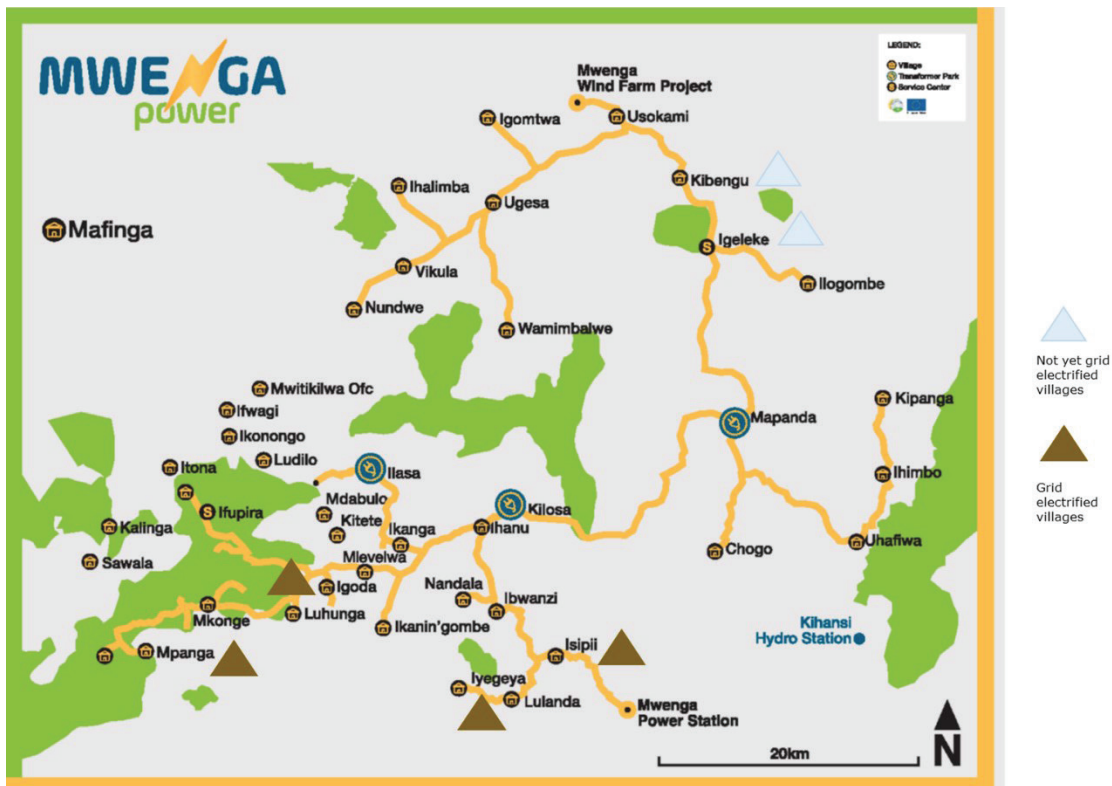 MWENGA
power
LEGEND:
Village
Transformer Park
Service Center
Mwenga
Wind Farm Project
Igomtwa
Usokami
Ihalimba
Kibengu
Ugesa
Mafinga
Igeleke
S
Vikula
Ilogombe
Nundwe
Wamimbalwe
Not yet grid
electrified
villages
Mwitikilwa Ofc
Kipanga
Ifwagi
Mapanda
Ikonongo
Ludilo
Itona
Ilasa
Ihimbo
Grid
electrified
villages
Mdabulo
S
Ifupira
Kilosa
Kitete
Kalinga
Ikanga
Ihanu
Uhafiwa
Chogo
Sawala
Mlevelwa
Igoda
Nandala
Ibwanzi
Mkonge
Luhunga
Ikanin'gombe
Kihansi
Hydro Station
Mpanga
Isipii
Iyegeya
Lulanda
Mwenga
Power Station
20km
N